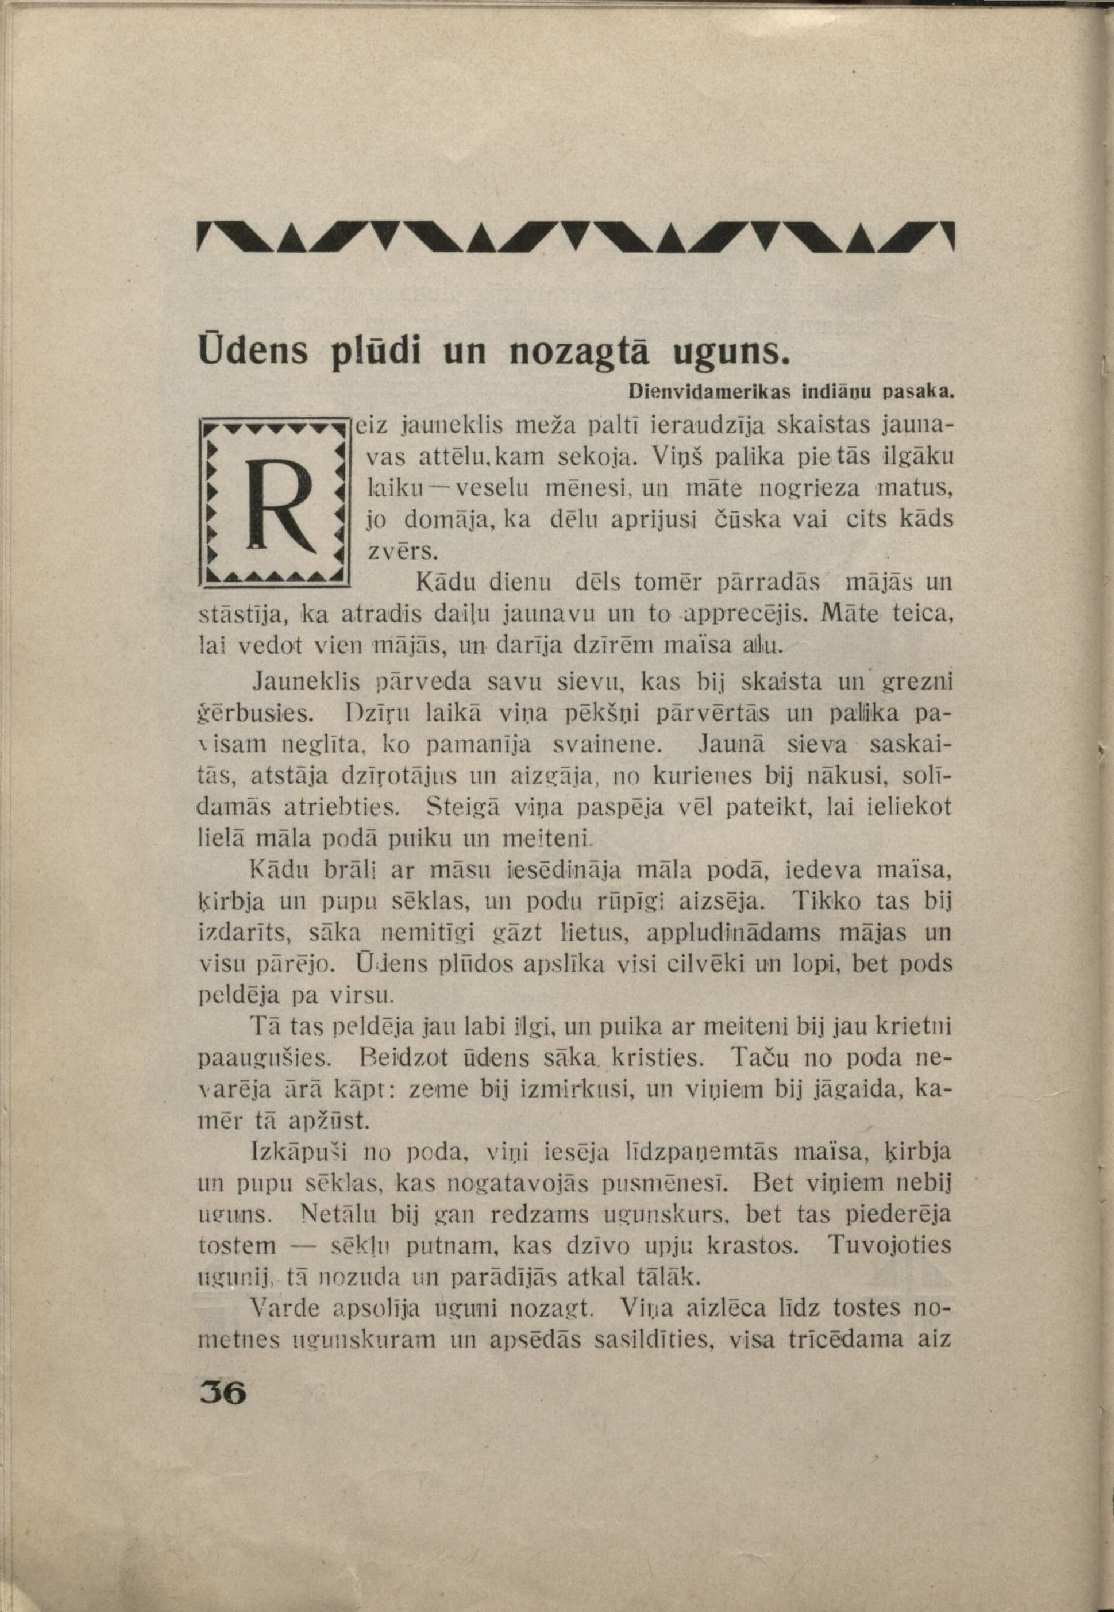 Ūdens plūdi un nozagtā uguns.
Dienvidamerikas indiāņu pasaka.
Reiz jauneklis meža paltī ieraudzīja skaistas jauna-
vas attēlu, kam sekoja. Viņš palika pie tās ilgāku
laiku — veselu mēnesi, un māte nogrieza matus,
jo domāja, ka dēlu aprijusi čūska vai cits kāds
zvērs.
Kādu dienu dēls tomēr pārradās mājās un
stāstīja, ka atradis daiļu jaunavu un to apprecējis. Māte teica,
lai vedot vien mājās, un darīja dzīrēm maïsa alu.
Jauneklis pārveda savu sievu, kas bij skaista un grezni
ģērbusies. Dzīŗu laikā viņa pēkšņi pārvērtās un palika pa-
visam neglīta, ko pamanīja svainene. Jaunā sieva saskai-
tās, atstāja dzīŗotājus un aizgāja, no kurienes bij nākusi, solī-
damās atriebties. Steigā viņa paspēja vēl pateikt, lai ieliekot
lielā māla podā puiku un meiteni.
Kādu brāli ar māsu iesēdināja māla podā, iedeva maïsa,
ķirbja un pupu sēklas, un podu rūpīgi aizsēja. Tikko tas bij
izdarīts, sāka nemitīgi gāzt lietus, appludinādams mājas un
visu pārējo. Ūdens plūdos apslīka visi cilvēki un lopi, bet pods
peldēja pa virsu.
Tā tas peldēja jau labi ilgi, un puika ar meiteni bij jau krietni
paaugušies. Beidzot ūdens sāka kristies. Taču no poda ne-
varēja ārā kāpt: zeme bij izmirkusi, un viņiem bij jāgaida, ka-
mēr tā apžūst.
Izkāpuši no poda, viņi iesēja līdzpaņemtās maïsa, ķirbja
un pupu sēklas, kas nogatavojās pusmēnesī. Bet viņiem nebij
uguns. Netālu bij gan redzams ugunskurs, bet tas piederēja
tostem — sēkļu putnam, kas dzīvo upju krastos. Tuvojoties
ugunij, tā nozuda un parādījās atkal tālāk.
Varde apsolīja uguni nozagt. Viņa aizlēca līdz tostes no-
metnes ugunskuram un apsēdās sasildīties, visa trīcēdama aiz
36